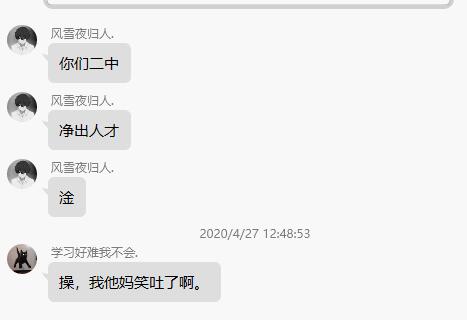 风雪夜归人.
你们二中
风雪夜归人.
净出人才
风雪夜归人.
淦
2020/4/27 12:48:53
学习好难我不会.
操，我他妈笑吐了啊。